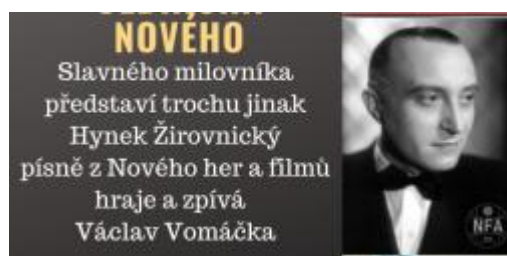 NOVÉHO
Slavného milovníka
představí trochu jinak
Hynek Žirovnický
písně z Nového her a filmů
hraje a zpívá
Václav Vomáčka
NFA